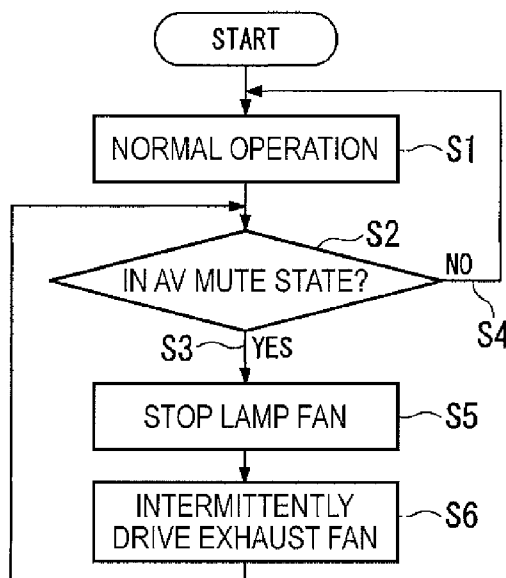 START
NORMAL OPERATION
S1
S2
IN AV MUTE STATE?
NO
S4
S3
YES
STOP LAMP FAN
S5
INTERMITTENTLY
DRIVE EXHAUST FAN
S6